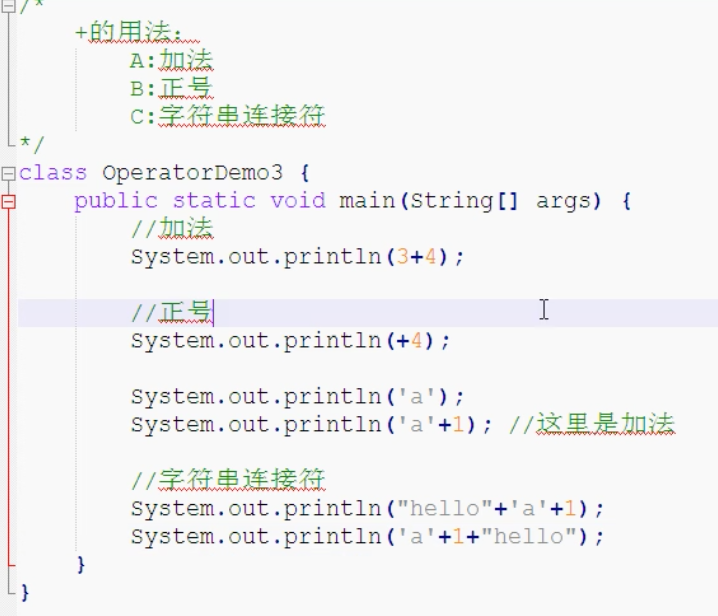 /*
+的用法：
A:加法
B:正号
C:字符串连接符
*/
class OperatorDemo3 {
public static void main(String[] args) {
//加法
System.out.println(3+4);
//正号
System.out.println(+4);
System.out.println('a');
System.out.println('a'+1); //这里是加法
//字符串连接符
System.out.println("hello"+'a'+1);
System.out.println('a'+1+"hello");
}
}